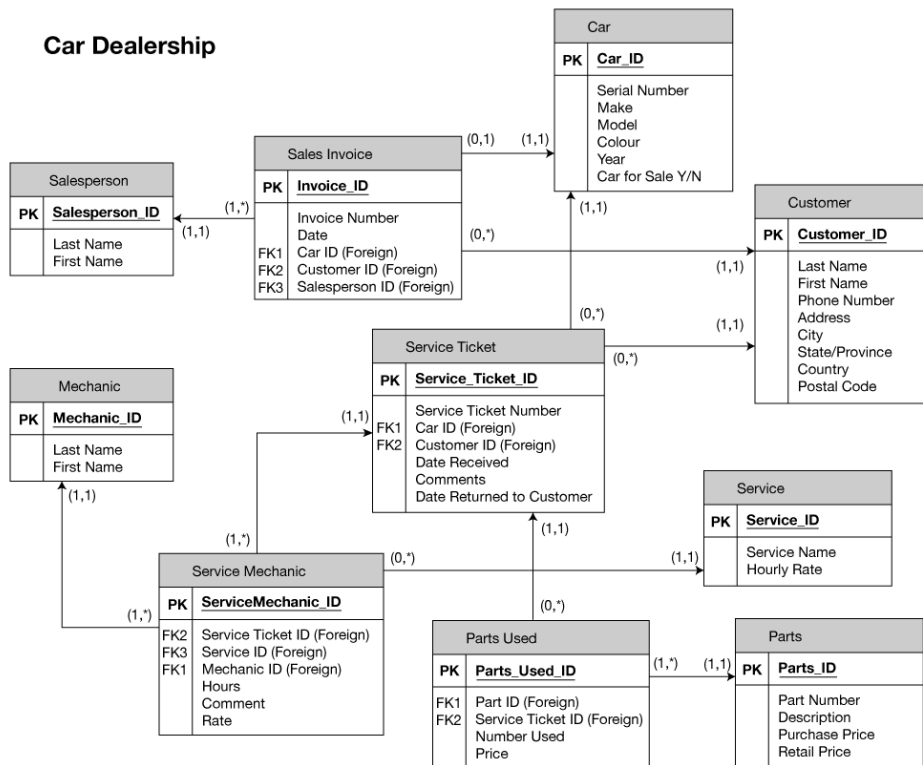 Car Dealership
Car
PK Car_ID
Serial Number
Make
Model
Colour
Year
Car for Sale Y/N
(0,1)
(1,1)
(1,1)
Sales Invoice
PK Invoice_ID
Invoice Number
Date
FK1 Car ID (Foreign)
FK2 Customer ID (Foreign)
FK3 Salesperson ID (Foreign)
Salesperson
PK Salesperson_ID
Last Name
First Name
(1,*)
(1,1)
(0,*)
(1,1)
Customer
PK Customer_ID
Last Name
First Name
Phone Number
Address
City
State/Province
Country
Postal Code
(0,*)
(1,1)
(0,*)
Service Ticket
PK Service_Ticket_ID
Service Ticket Number
FK1 Car ID (Foreign)
FK2 Customer ID (Foreign)
Date Received
Comments
Date Returned to Customer
Mechanic
PK Mechanic_ID
Last Name
First Name
(1,1)
(1,1)
(1,*)
(1,*)
(0,*)
(1,1)
(1,1)
(0,*)
Service
PK Service_ID
Service Name
Hourly Rate
Service Mechanic
PK ServiceMechanic_ID
FK2 Service Ticket ID (Foreign)
FK3 Service ID (Foreign)
FK1 Mechanic ID (Foreign)
Hours
Comment
Rate
Parts Used
PK Parts_Used_ID
FK1 Part ID (Foreign)
FK2 Service Ticket ID (Foreign)
Number Used
Price
(1,*)
(1,1)
Parts
PK Parts_ID
Part Number
Description
Purchase Price
Retail Price